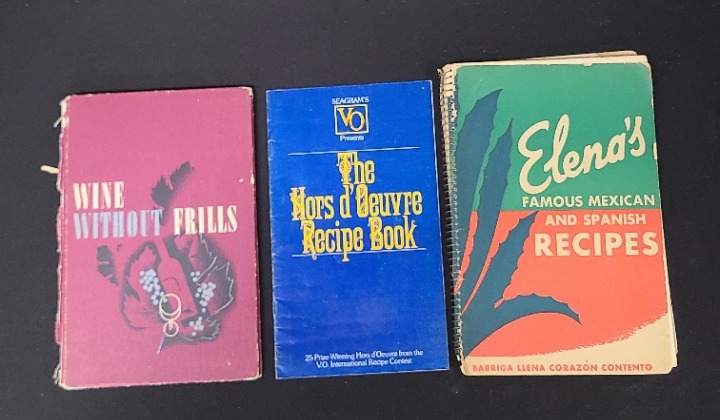 WINE
WITHOUT FRILLS
SEAGRAM'S
VO
Presents
The
Hors d'Oeuvre
Recipe Book
25 Prize-Winning Hors d'Oeuvre from the
V.O. International Recipe Contest
Elena's
FAMOUS MEXICAN
AND SPANISH
RECIPES
BARRIGA LLENA CORAZÓN CONTENTO